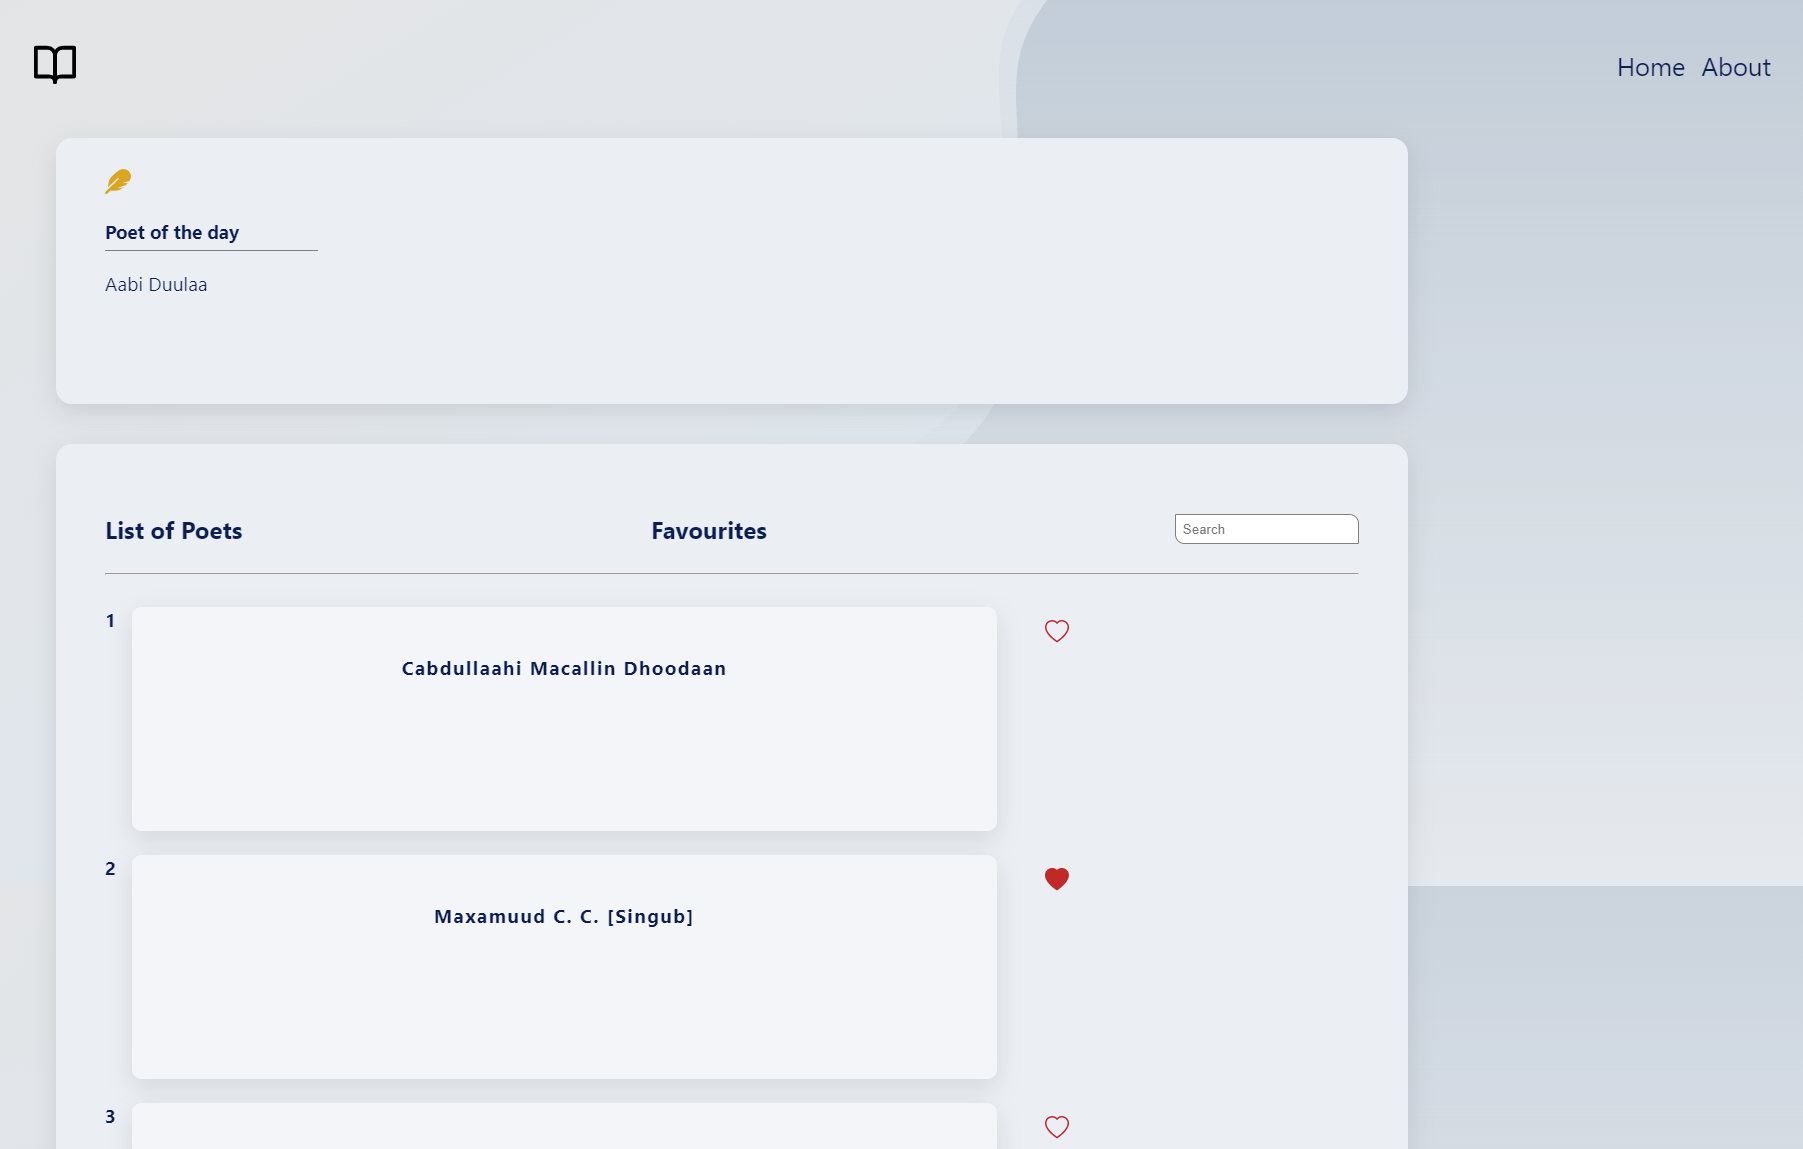 Home About
Poet of the day
Aabi Duulaa
List of Poets Favourites Search
1
Cabdullaahi Macallin Dhoodaan
2
Maxamuud C. C. [Singub]
3